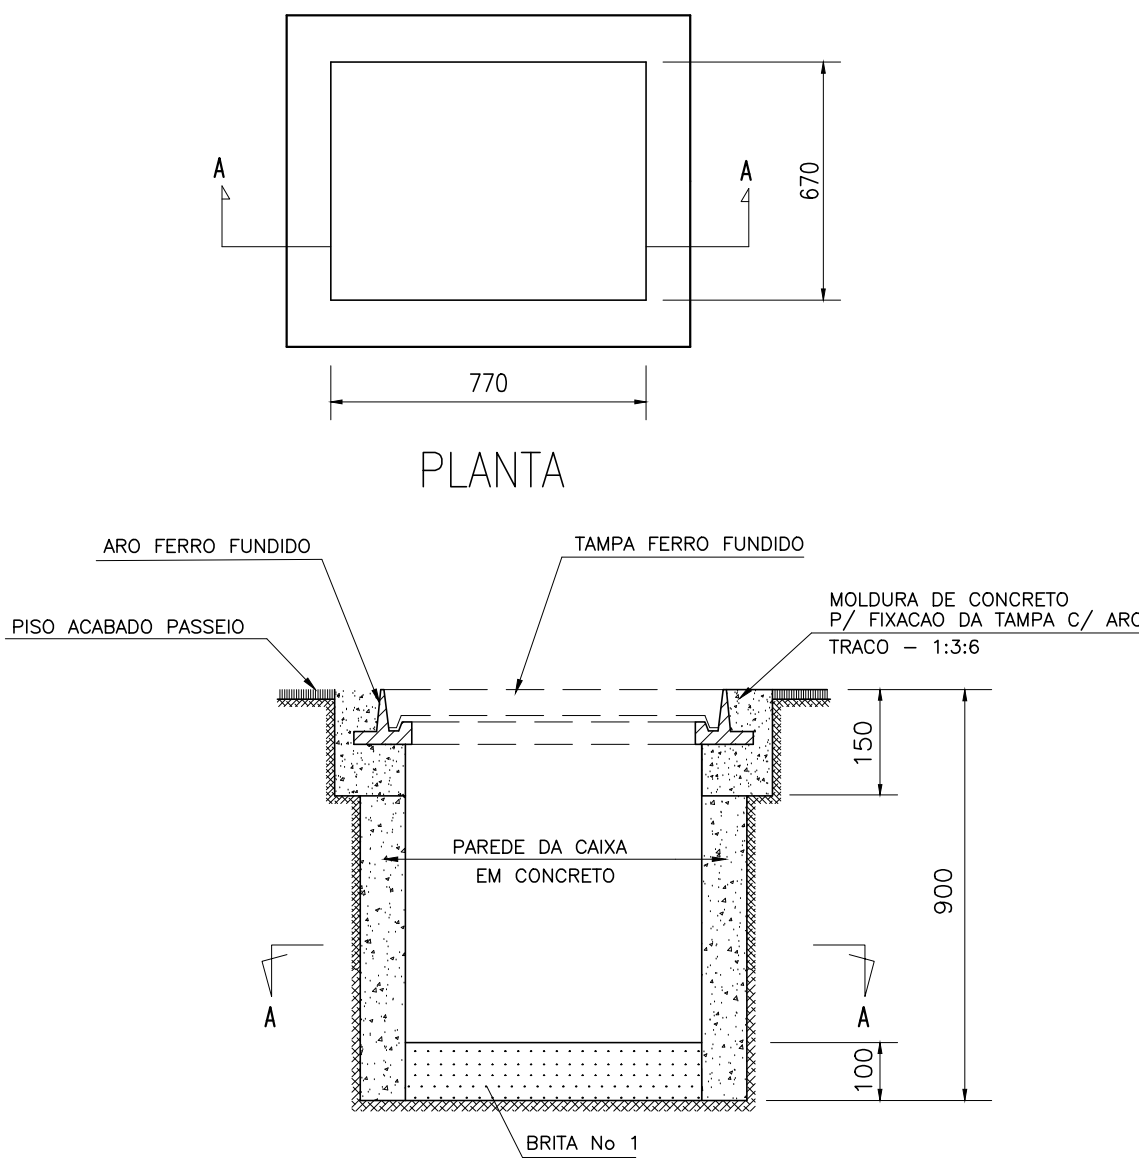 A
A
670
770
PLANTA
ARO FERRO FUNDIDO
TAMPA FERRO FUNDIDO
MOLDURA DE CONCRETO
P/ FIXACAO DA TAMPA C/ ARO
TRACO – 1:3:6
PISO ACABADO PASSEIO
150
PAREDE DA CAIXA
EM CONCRETO
900
A
A
100
BRITA No 1